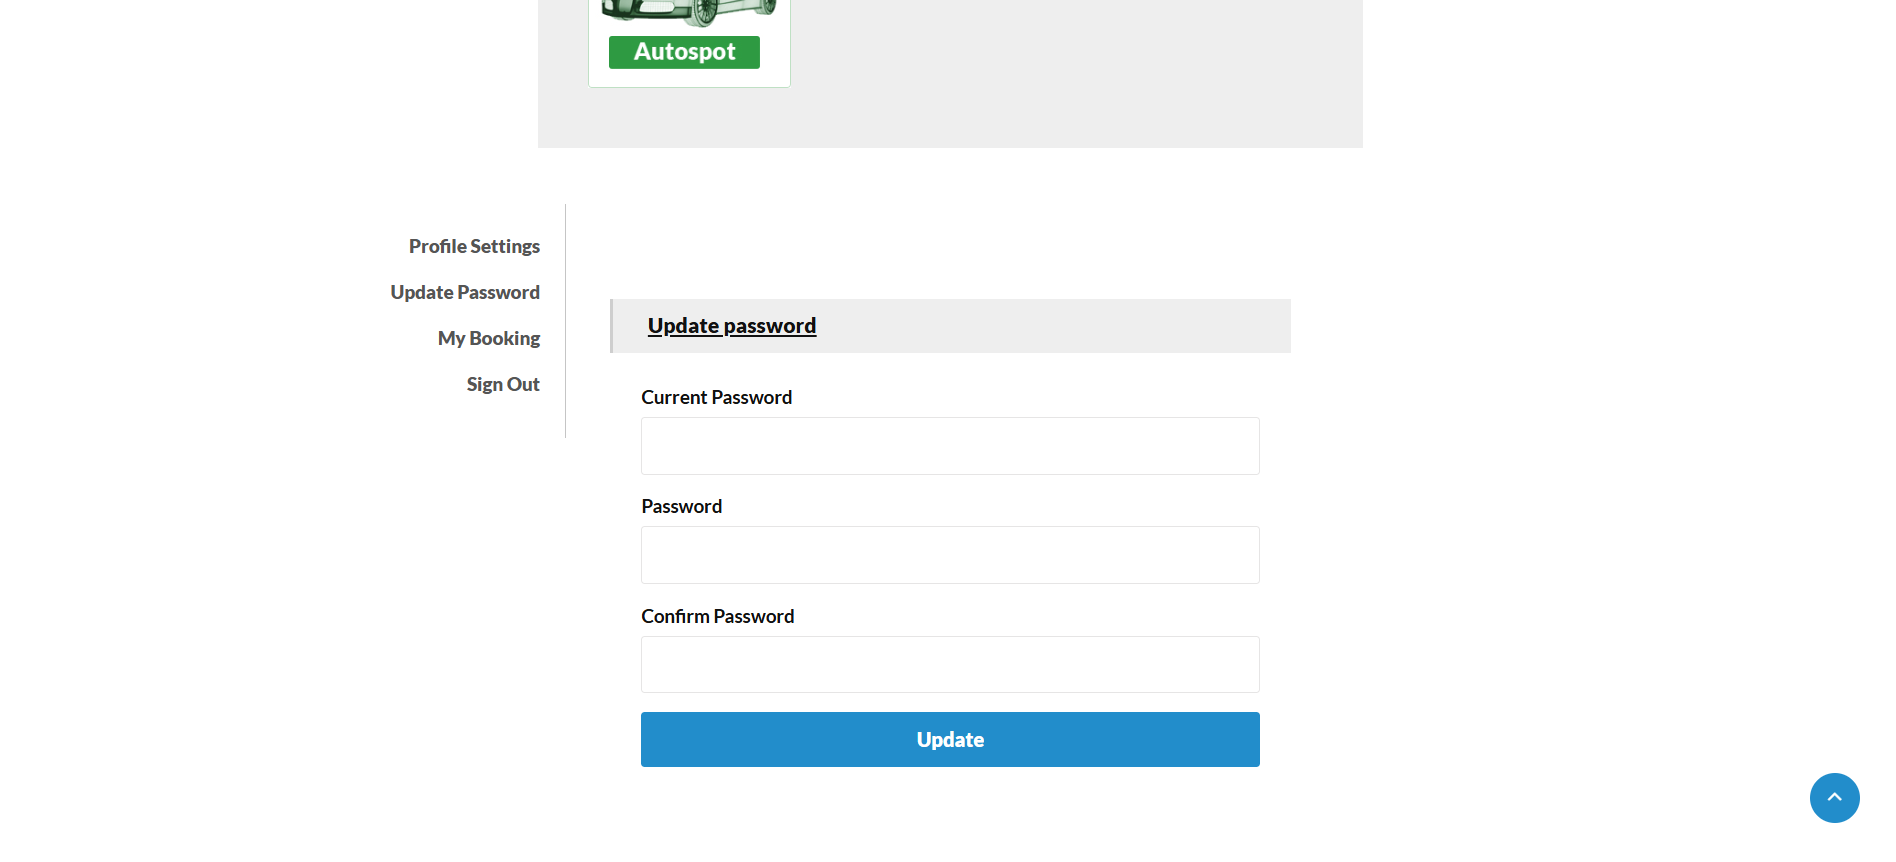 Autospot
Profile Settings
Update Password
My Booking
Sign Out
Update password
Current Password
Password
Confirm Password
Update